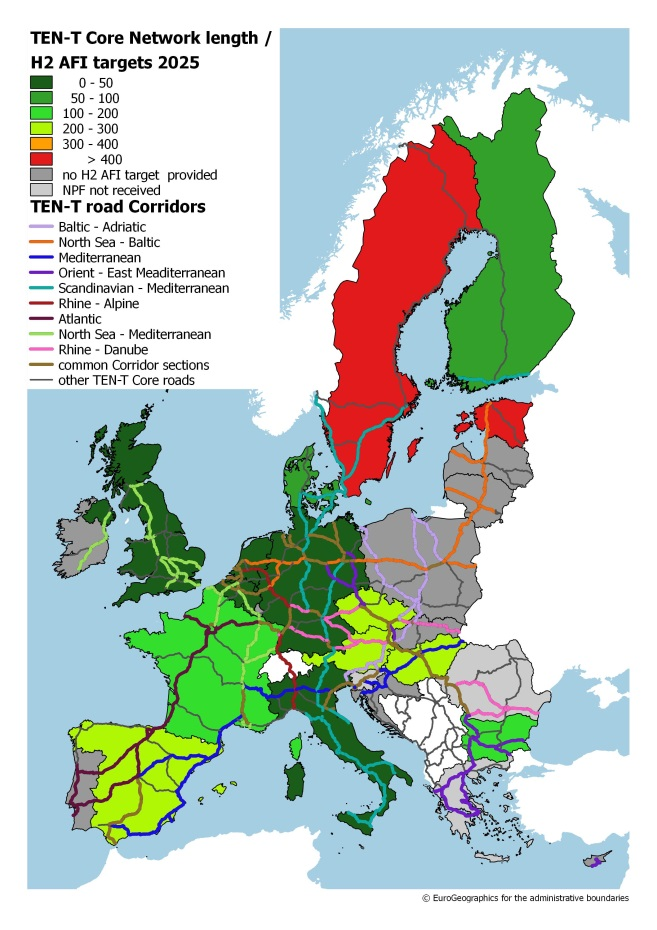 TEN-T Core Network length /
H2 AFI targets 2025
0 - 50
50 - 100
100 - 200
200 - 300
300 - 400
> 400
no H2 AFI target provided
NPF not received
TEN-T road Corridors
Baltic - Adriatic
North Sea - Baltic
Mediterranean
Orient - East Meaditerranean
Scandinavian - Mediterranean
Rhine - Alpine
Atlantic
North Sea - Mediterranean
Rhine - Danube
common Corridor sections
other TEN-T Core roads
© EuroGeographics for the administrative boundaries